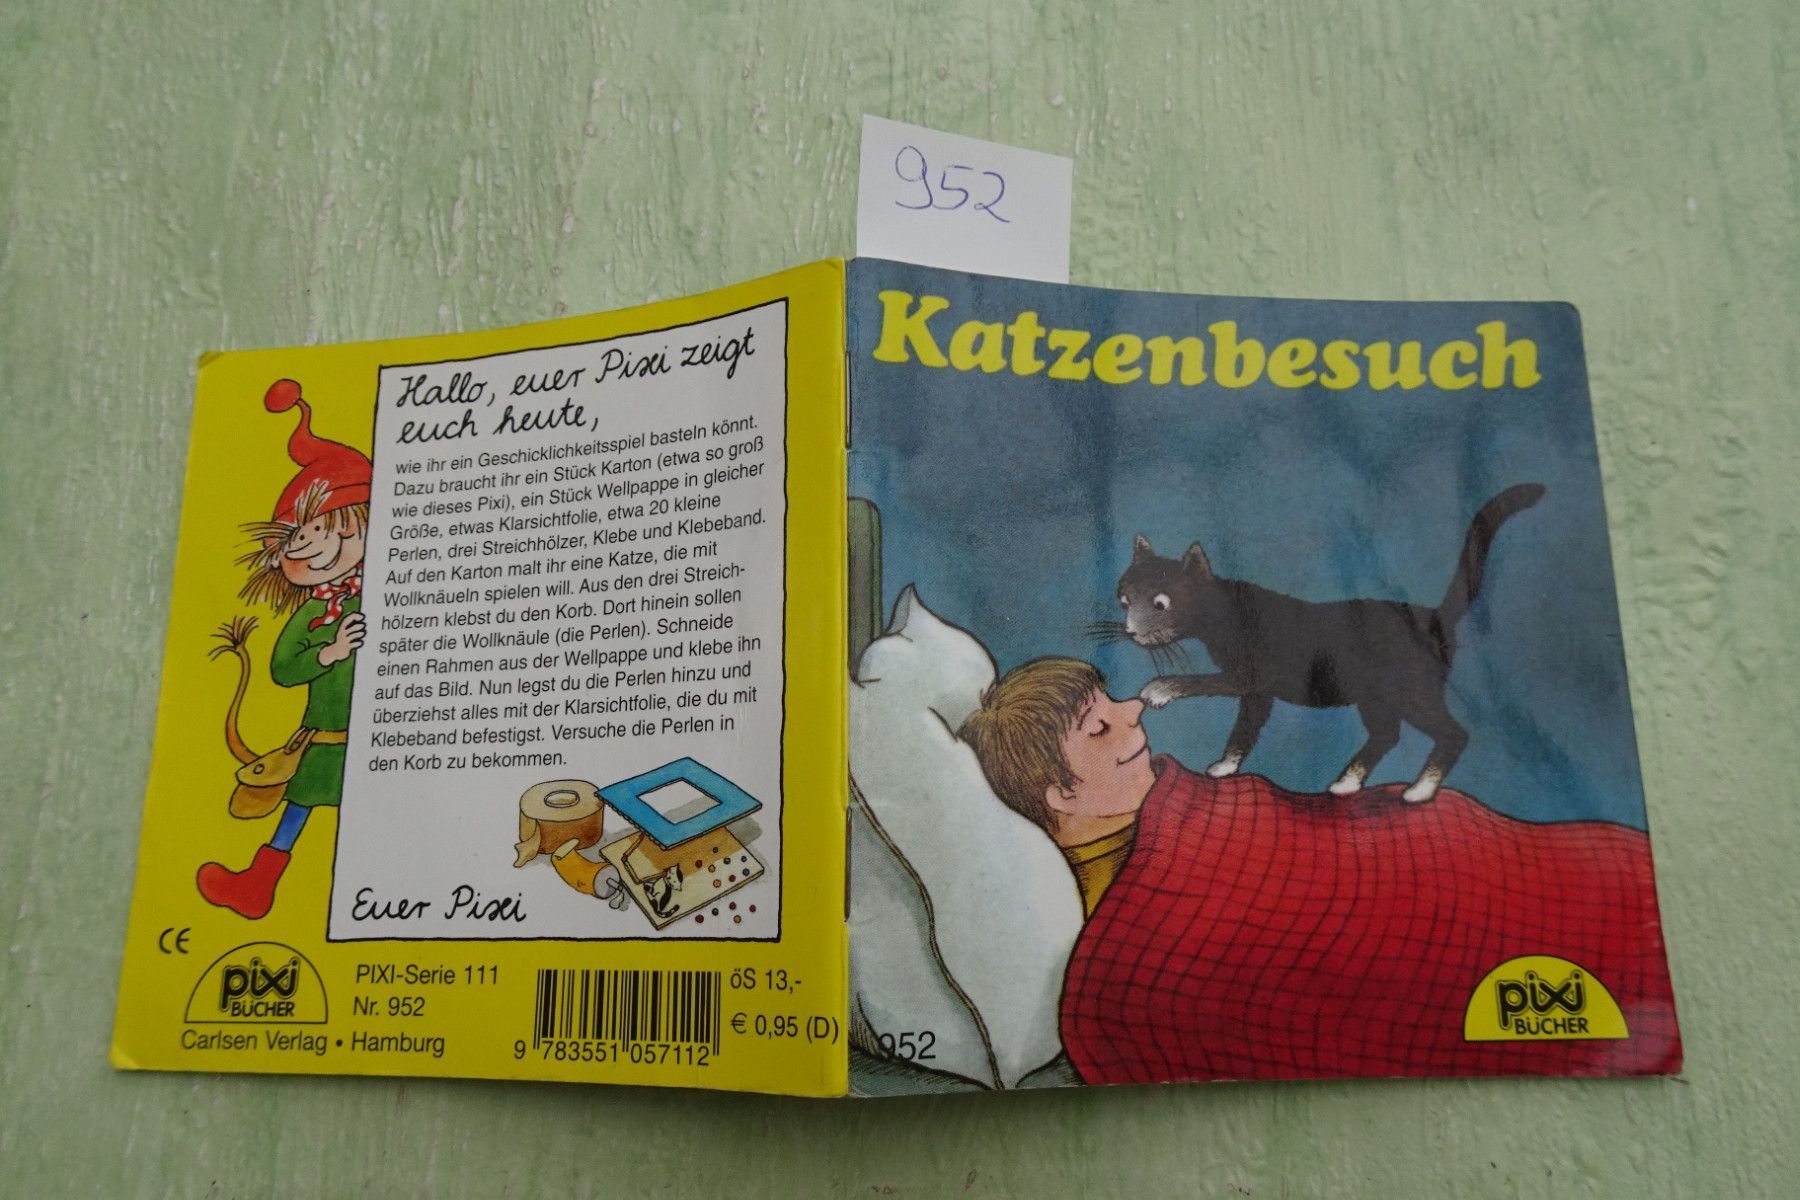 952
Hallo, euer Pixi zeigt
euch heute,
wie ihr ein Geschicklichkeitsspiel basteln könnt.
Dazu braucht ihr ein Stück Karton (etwa so groß
wie dieses Pixi), ein Stück Wellpappe in gleicher
Größe, etwas Klarsichtfolie, etwa 20 kleine
Perlen, drei Streichhölzer, Klebe und Klebeband.
Auf den Karton malt ihr eine Katze, die mit
Wollknäueln spielen will. Aus den drei Streich-
hölzern klebst du den Korb. Dort hinein sollen
später die Wollknäule (die Perlen). Schneide
einen Rahmen aus der Wellpappe und klebe ihn
auf das Bild. Nun legst du die Perlen hinzu und
überziehst alles mit der Klarsichtfolie, die du mit
Klebeband befestigst. Versuche die Perlen in
den Korb zu bekommen.
Euer Pixi
CE
pixi
BÜCHER
Carlsen Verlag • Hamburg
PIXI-Serie 111
Nr. 952
9 783551 057112
öS 13,-
€ 0,95 (D)
Katzenbesuch
952
pixi
BÜCHER